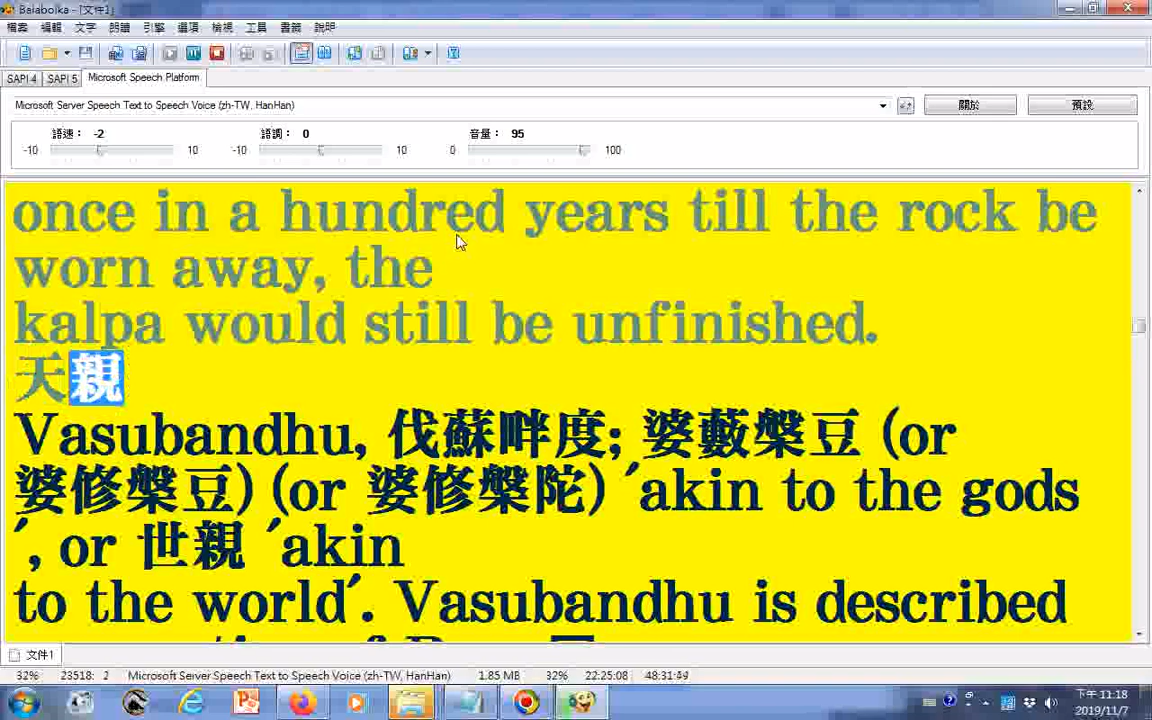 Balabolka - [文件1]
檔案 編輯 文字 朗讀 引擎 選項 檢視 工具 書籤 說明
SAPI 4 SAPI 5 Microsoft Speech Platform
Microsoft Server Speech Text to Speech Voice (zh-TW, HanHan) 關於 預設
語速： -2 語調： 0 音量： 95
-10 10 -10 10 0 100
once in a hundred years till the rock be
worn away, the
kalpa would still be unfinished.
天親
Vasubandhu, 伐蘇畔度; 婆藪槃豆 (or
婆修槃豆) (or 婆修槃陀) ′akin to the gods
′, or 世親 ′akin
to the world′. Vasubandhu is described
文件1
32% 23518: 2 Microsoft Server Speech Text to Speech Voice (zh-TW, HanHan) 1.85 MB 32% 22:25:08 48:31:49
下午 11:18
2019/11/7